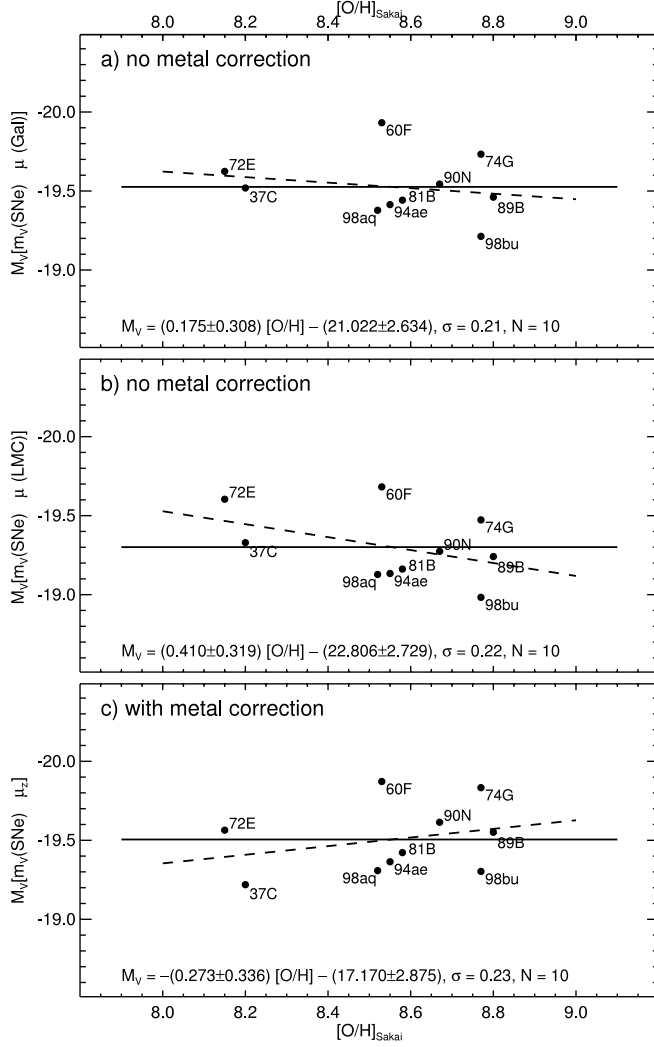 [O/H]Sakai
8.0 8.2 8.4 8.6 8.8 9.0
a) no metal correction
-20.0
-19.5
-19.0
MV[mV(SNe) μ (Gal)]
60F
74G
72E
90N
37C
81B
89B
98aq
94ae
98bu
MV = (0.175±0.308) [O/H] − (21.022±2.634), σ = 0.21, N = 10
b) no metal correction
-20.0
-19.5
-19.0
MV[mV(SNe) μ (LMC)]
72E
60F
74G
37C
90N
81B
89B
98aq
94ae
98bu
MV = (0.410±0.319) [O/H] − (22.806±2.729), σ = 0.22, N = 10
c) with metal correction
-20.0
-19.5
-19.0
MV[mV(SNe) μz]
60F
74G
72E
90N
81B
89B
98aq
94ae
98bu
37C
MV = −(0.273±0.336) [O/H] − (17.170±2.875), σ = 0.23, N = 10
8.0 8.2 8.4 8.6 8.8 9.0
[O/H]Sakai